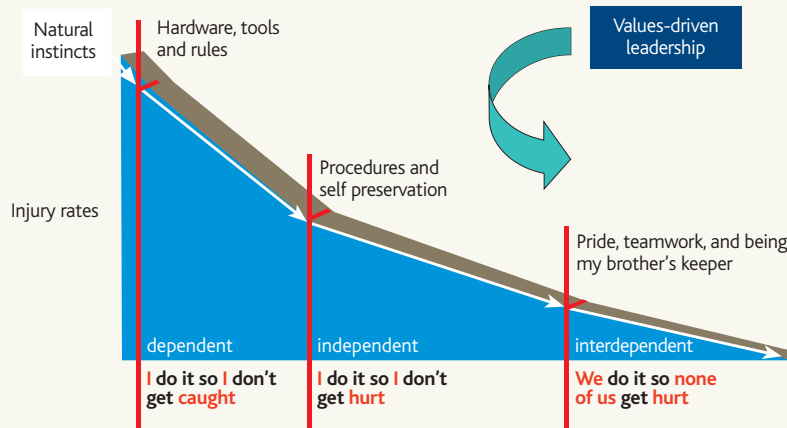 Natural
instincts
Hardware, tools
and rules
Values-driven
leadership
Procedures and
self preservation
Injury rates
Pride, teamwork, and being
my brother's keeper
dependent
independent
interdependent
I do it so I don't
get caught
I do it so I don't
get hurt
We do it so none
of us get hurt